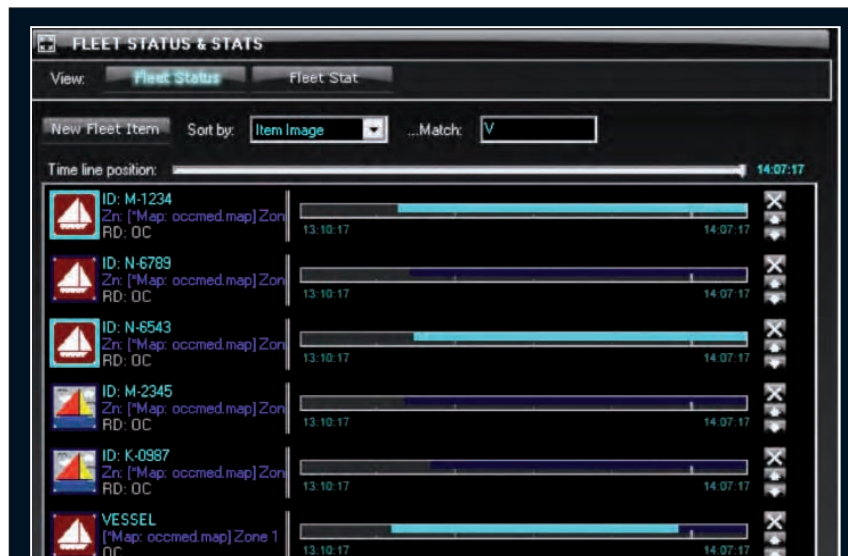 FLEET STATUS & STATS
View: Fleet Status Fleet Stat
New Fleet Item Sort by: Item Image ...Match: V
Time line position: 14:07:17
ID: M-1234
Zn: [*Map: occmed.map] Zon
RD: OC
13:10:17 14:07:17
ID: N-6789
Zn: [*Map: occmed.map] Zon
RD: OC
13:10:17 14:07:17
ID: N-6543
Zn: [*Map: occmed.map] Zon
RD: OC
13:10:17 14:07:17
ID: M-2345
Zn: [*Map: occmed.map] Zon
RD: OC
13:10:17 14:07:17
ID: K-0987
Zn: [*Map: occmed.map] Zon
RD: OC
13:10:17 14:07:17
VESSEL
[*Map: occmed.map] Zone 1
OC
13:10:17 14:07:17